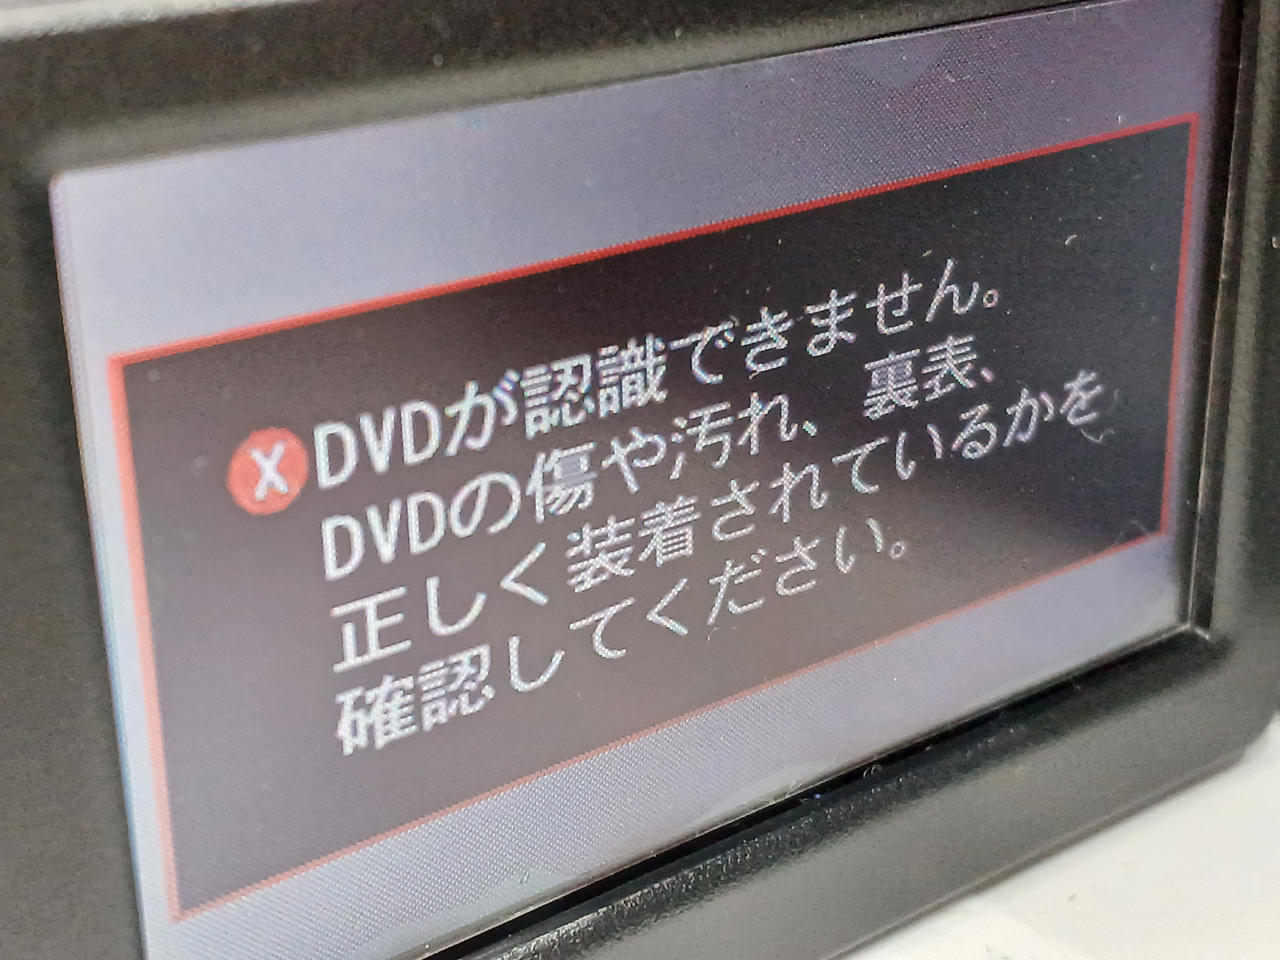 X DVDが認識できません。
DVDの傷や汚れ、裏表、
正しく装着されているかを
確認してください。